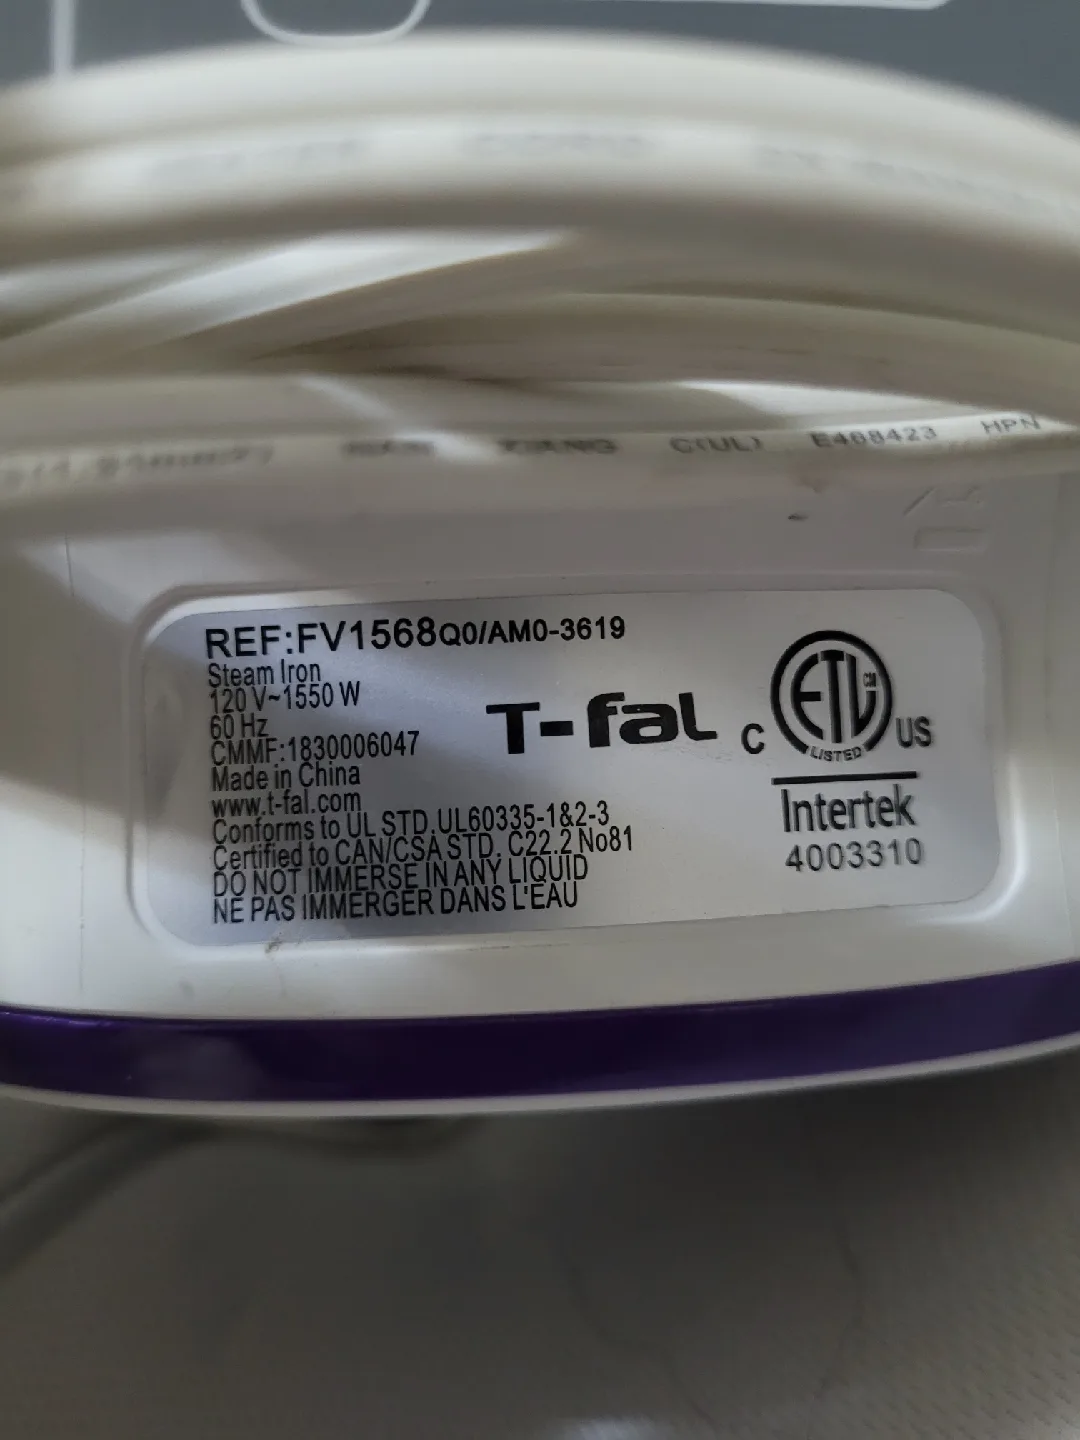 C(UL) E468423 HPN
REF:FV1568Q0/AM0-3619
Steam Iron
120 V~1550 W
60 Hz
CMMF:1830006047
Made in China
www.t-fal.com
Conforms to UL STD.UL60335-1&2-3
Certified to CAN/CSA STD. C22.2 No81
DO NOT IMMERSE IN ANY LIQUID
NE PAS IMMERGER DANS L'EAU
T-fal
C ETL CM US
LISTED
Intertek
4003310